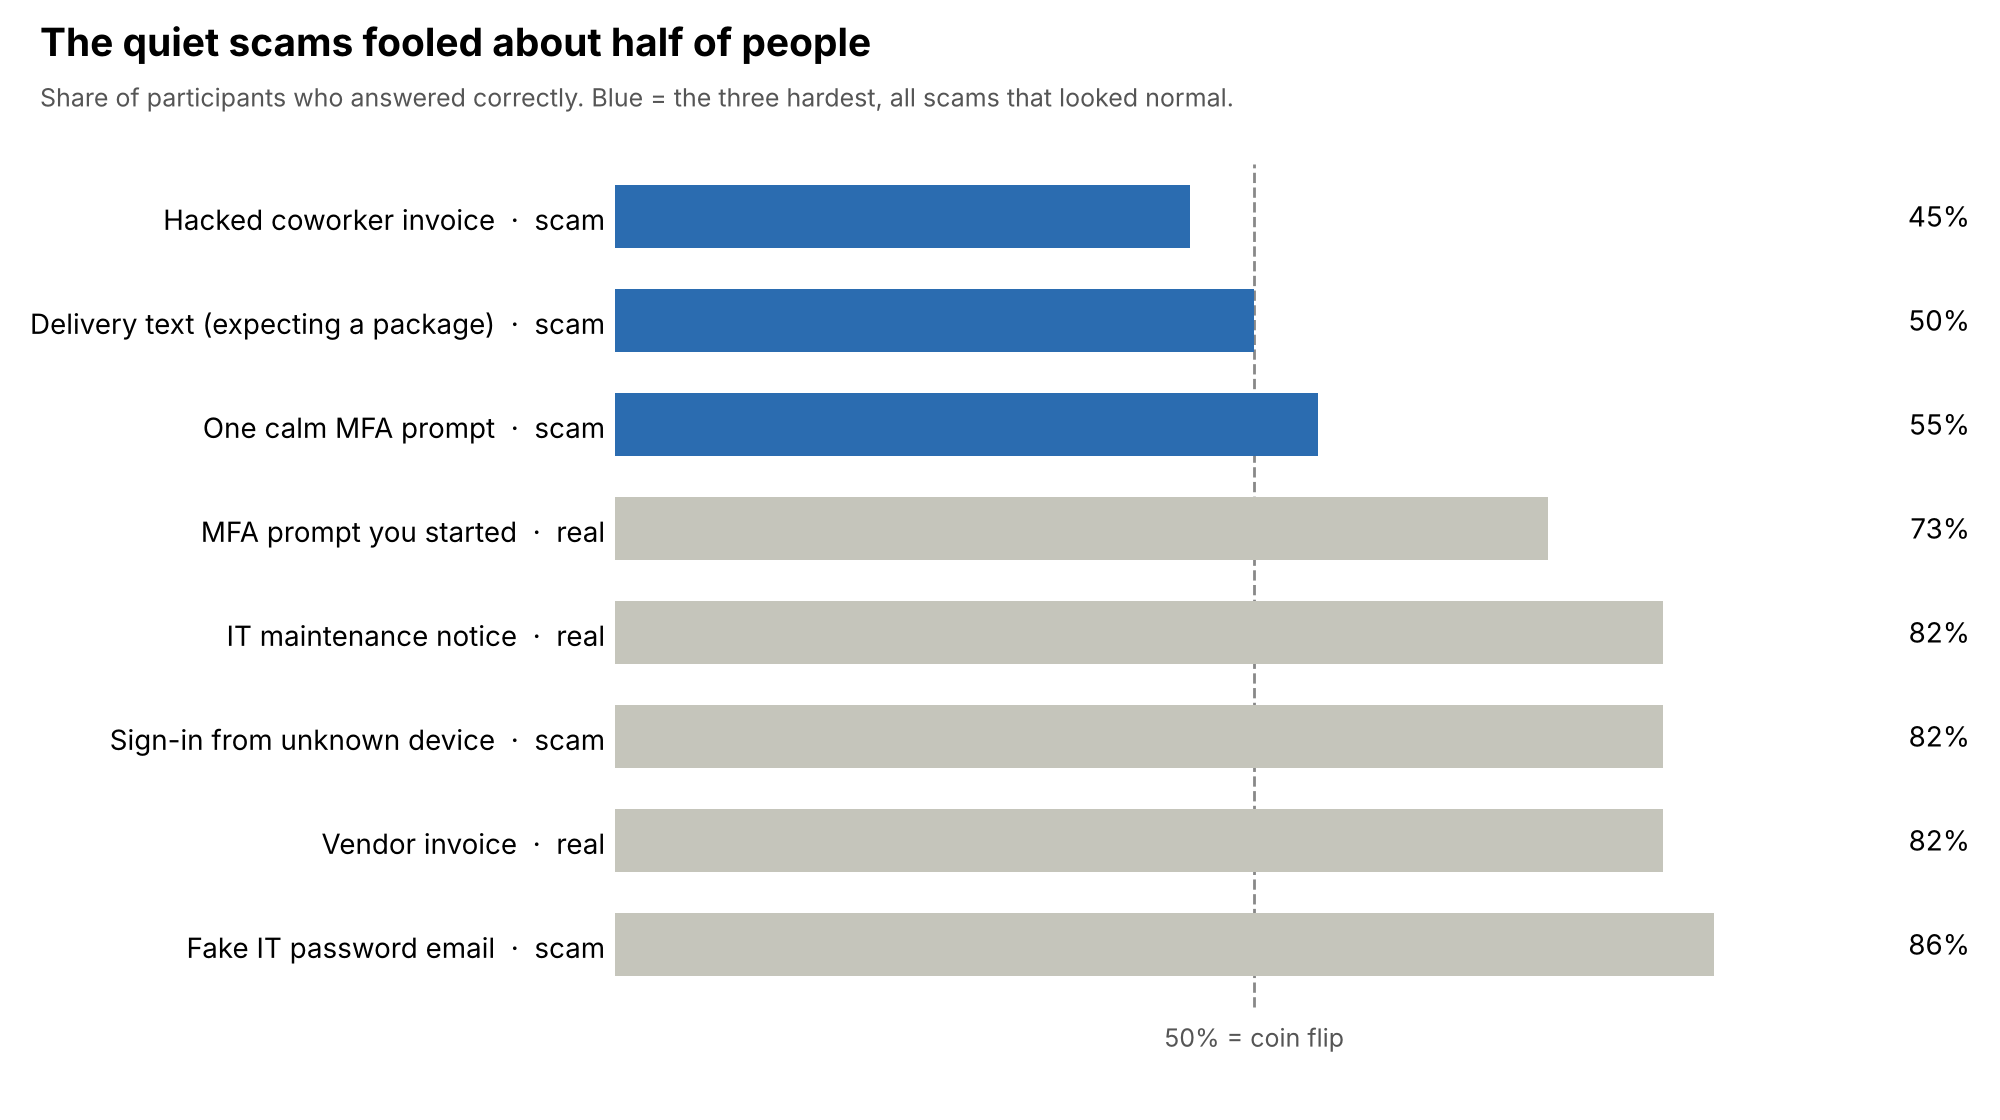 The quiet scams fooled about half of people
Share of participants who answered correctly. Blue = the three hardest, all scams that looked normal.
Hacked coworker invoice · scam 45%
Delivery text (expecting a package) · scam 50%
One calm MFA prompt · scam 55%
MFA prompt you started · real 73%
IT maintenance notice · real 82%
Sign-in from unknown device · scam 82%
Vendor invoice · real 82%
Fake IT password email · scam 86%
50% = coin flip